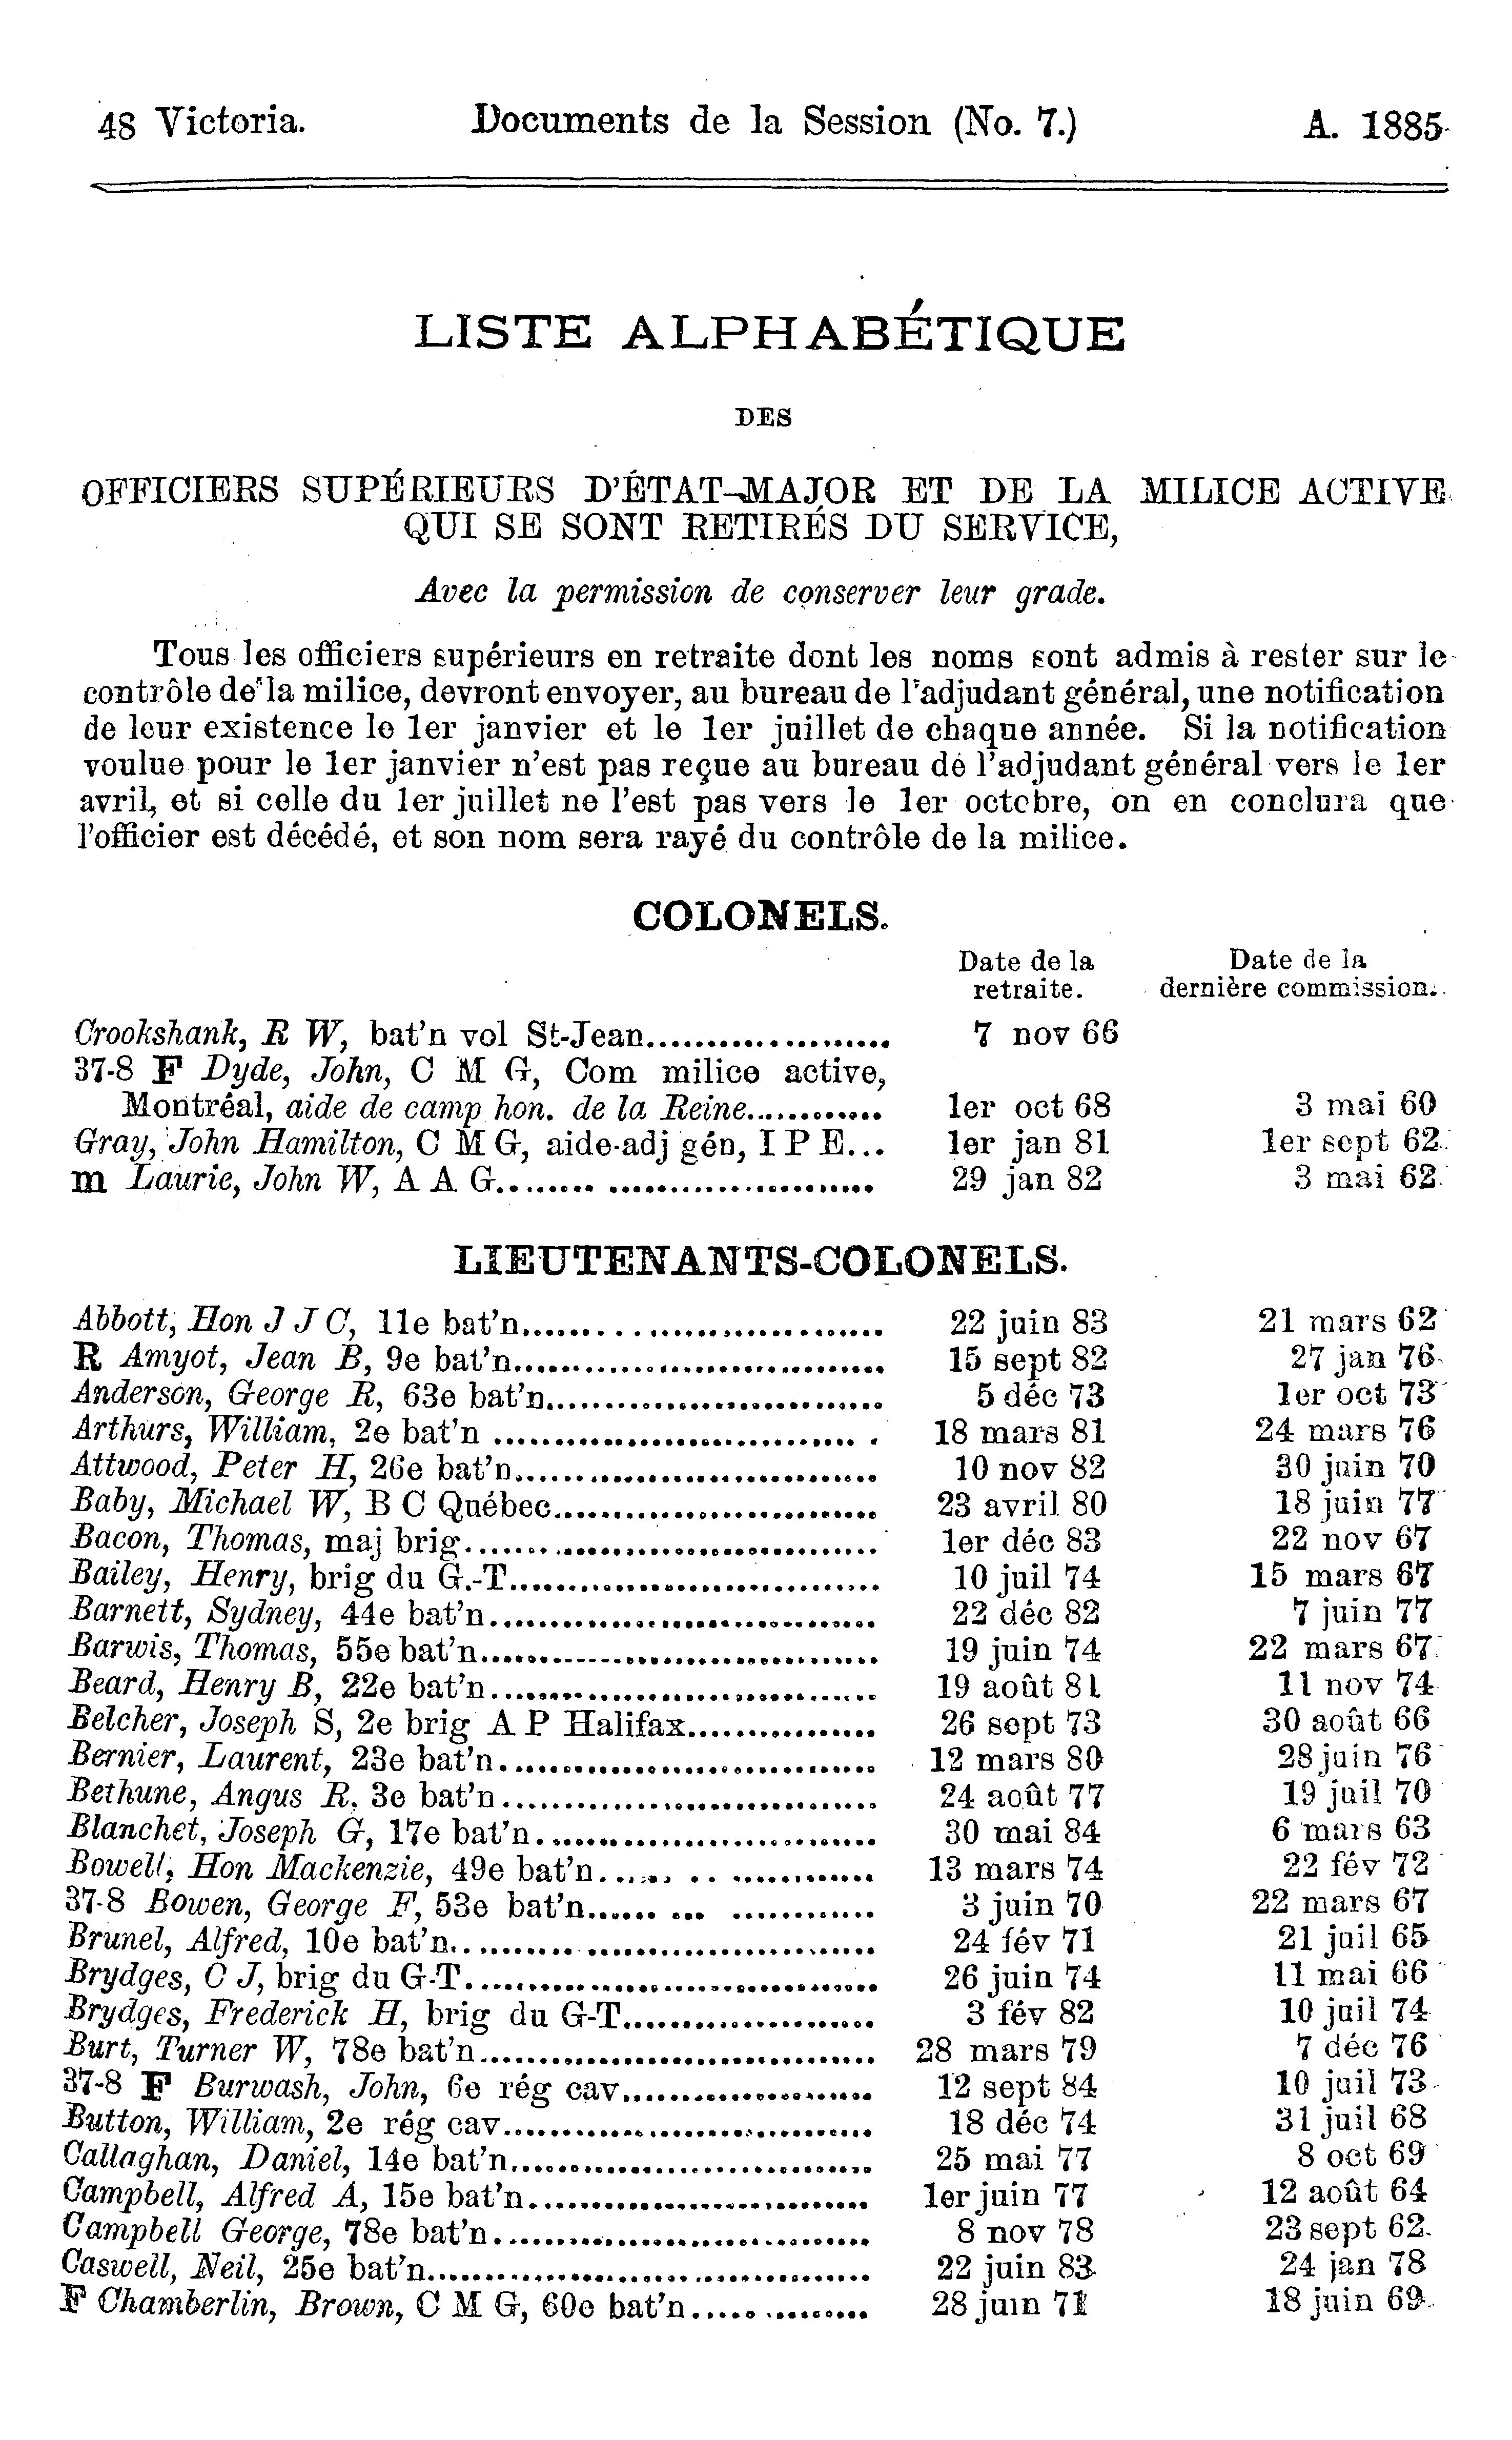 48 Victoria. Documents de la Session (No. 7.) A. 1885
LISTE ALPHABÉTIQUE
DES
OFFICIERS SUPÉRIEURS D'ÉTAT-MAJOR ET DE LA MILICE ACTIVE
QUI SE SONT RETIRÉS DU SERVICE,
Avec la permission de conserver leur grade.
Tous les officiers supérieurs en retraite dont les noms sont admis à rester sur le
contrôle de la milice, devront envoyer, au bureau de l'adjudant général, une notification
de leur existence le 1er janvier et le 1er juillet de chaque année. Si la notification
voulue pour le 1er janvier n'est pas reçue au bureau de l'adjudant général vers le 1er
avril, et si celle du 1er juillet ne l'est pas vers le 1er octobre, on en conclura que
l'officier est décédé, et son nom sera rayé du contrôle de la milice.
COLONELS.
Date de la Date de la
retraite. dernière commission.
Crookshank, R W, bat'n vol St-Jean.................... 7 nov 66
37-8 F Dyde, John, C M G, Com milice active,
Montréal, aide de camp hon. de la Reine............ 1er oct 68 3 mai 60
Gray, John Hamilton, C M G, aide-adj gén, I P E... 1er jan 81 1er sept 62
m Laurie, John W, A A G........ ...................... 29 jan 82 3 mai 62
LIEUTENANTS-COLONELS.
Abbott, Hon J J C, 11e bat'n.............................. 22 juin 83 21 mars 62
R Amyot, Jean B, 9e bat'n.............................. 15 sept 82 27 jan 76
Anderson, George R, 63e bat'n........................... 5 déc 73 1er oct 73
Arthurs, William, 2e bat'n .............................. . 18 mars 81 24 mars 76
Attwood, Peter H, 26e bat'n.............................. 10 nov 82 30 juin 70
Baby, Michael W, B C Québec........................... 23 avril 80 18 juin 77
Bacon, Thomas, maj brig................................. 1er déc 83 22 nov 67
Bailey, Henry, brig du G.-T.............................. 10 juil 74 15 mars 67
Barnett, Sydney, 44e bat'n................................ 22 déc 82 7 juin 77
Barwis, Thomas, 55e bat'n................................. 19 juin 74 22 mars 67
Beard, Henry B, 22e bat'n................................ 19 août 81 11 nov 74
Belcher, Joseph S, 2e brig A P Halifax................ 26 sept 73 30 août 66
Bernier, Laurent, 23e bat'n............................... 12 mars 80 28 juin 76
Bethune, Angus R, 3e bat'n............................... 24 août 77 19 juil 70
Blanchet, Joseph G, 17e bat'n............................ 30 mai 84 6 mars 63
Bowell, Hon Mackenzie, 49e bat'n...... .. ............ 13 mars 74 22 fév 72
37-8 Bowen, George F, 53e bat'n...... ... ............ 3 juin 70 22 mars 67
Brunel, Alfred, 10e bat'n.. ............................... 24 fév 71 21 juil 65
Brydges, C J, brig du G-T.................................. 26 juin 74 11 mai 66
Brydges, Frederick H, brig du G-T..................... 3 fév 82 10 juil 74
Burt, Turner W, 78e bat'n................................. 28 mars 79 7 déc 76
37-8 F Burwash, John, 6e rég cav..................... 12 sept 84 10 juil 73
Button, William, 2e rég cav............................... 18 déc 74 31 juil 68
Callaghan, Daniel, 14e bat'n.............................. 25 mai 77 8 oct 69
Campbell, Alfred A, 15e bat'n............................ 1er juin 77 12 août 64
Campbell George, 78e bat'n............................... 8 nov 78 23 sept 62
Caswell, Neil, 25e bat'n..................................... 22 juin 83 24 jan 78
F Chamberlin, Brown, C M G, 60e bat'n..... ......... 28 juin 71 18 juin 69